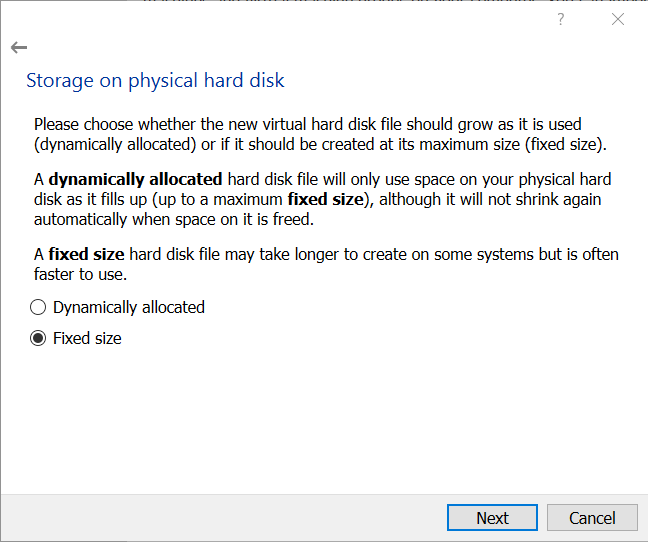 ?
Storage on physical hard disk
Please choose whether the new virtual hard disk file should grow as it is used
(dynamically allocated) or if it should be created at its maximum size (fixed size).
A dynamically allocated hard disk file will only use space on your physical hard
disk as it fills up (up to a maximum fixed size), although it will not shrink again
automatically when space on it is freed.
A fixed size hard disk file may take longer to create on some systems but is often
faster to use.
Dynamically allocated
Fixed size
Next
Cancel